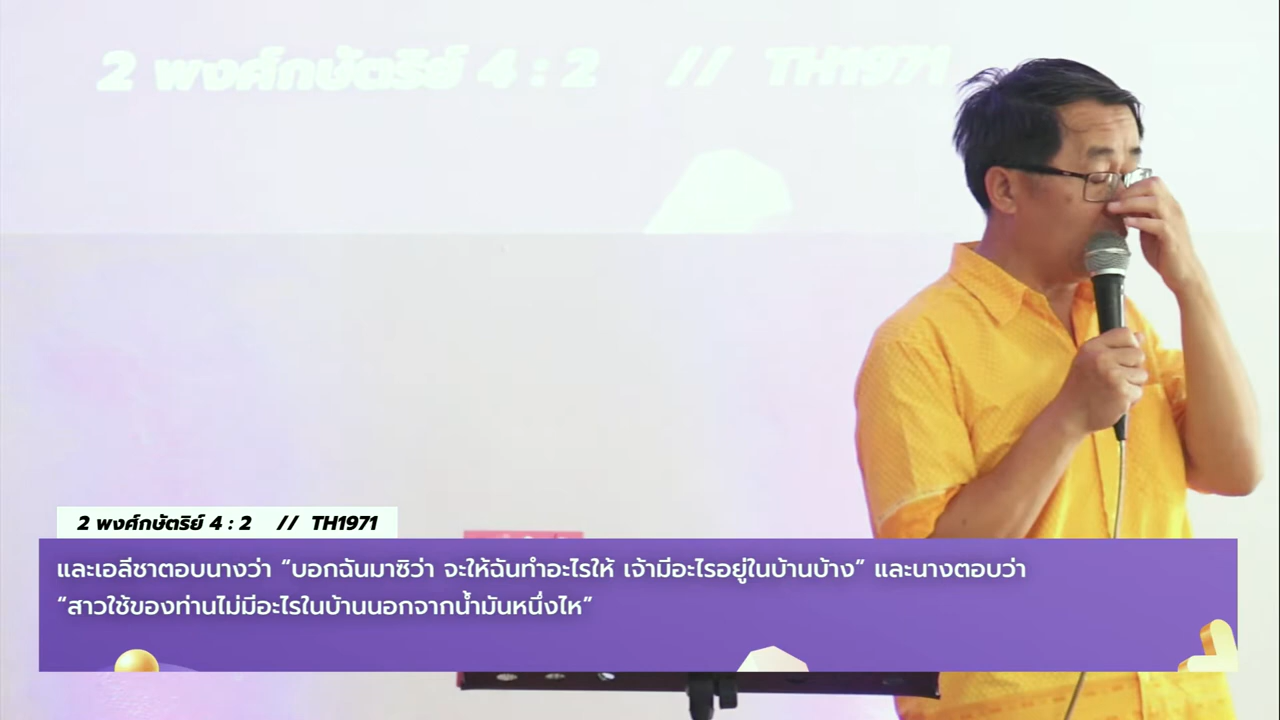 2 พงศ์กษัตริย์ 4 : 2 // TH1971
2 พงศ์กษัตริย์ 4 : 2 // TH1971
และเอลีชาตอบนางว่า “บอกฉันมาซิว่า จะให้ฉันทำอะไรให้ เจ้ามีอะไรอยู่ในบ้านบ้าง” และนางตอบว่า
“สาวใช้ของท่านไม่มีอะไรในบ้านนอกจากน้ำมันหนึ่งไห”